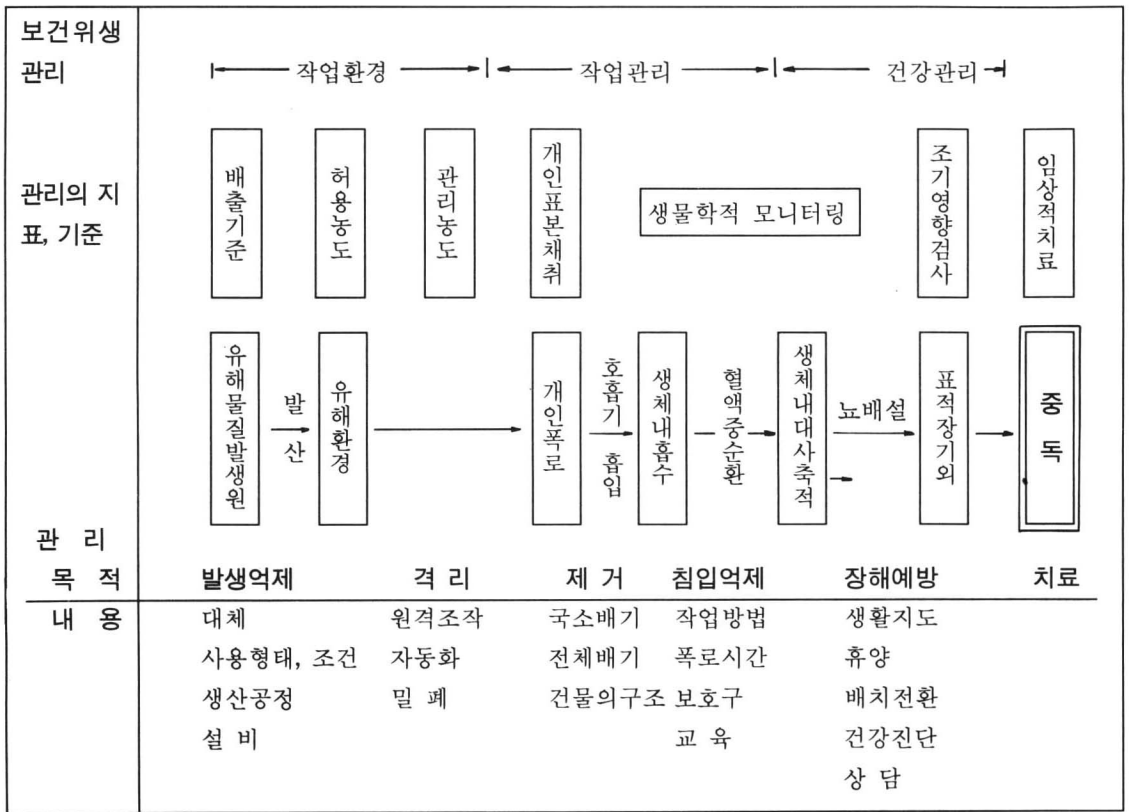 보건위생
관리
작업환경
작업관리
건강관리
관리의 지
표, 기준
배출기준
허용농도
관리농도
개인표본채취
생물학적 모니터링
조기영향검사
임상적치료
유해물질발생원
발산
유해환경
개인폭로
호흡기 흡입
생체내흡수
혈액중순환
생체내대사축적
뇨배설
표적장기외
중독
관 리
목 적 발생억제 격 리 제 거 침입억제 장해예방 치료
내 용 대체 원격조작 국소배기 작업방법 생활지도
사용형태, 조건 자동화 전체배기 폭로시간 휴양
생산공정 밀 폐 건물의구조 보호구 배치전환
설 비 교 육 건강진단
상 담